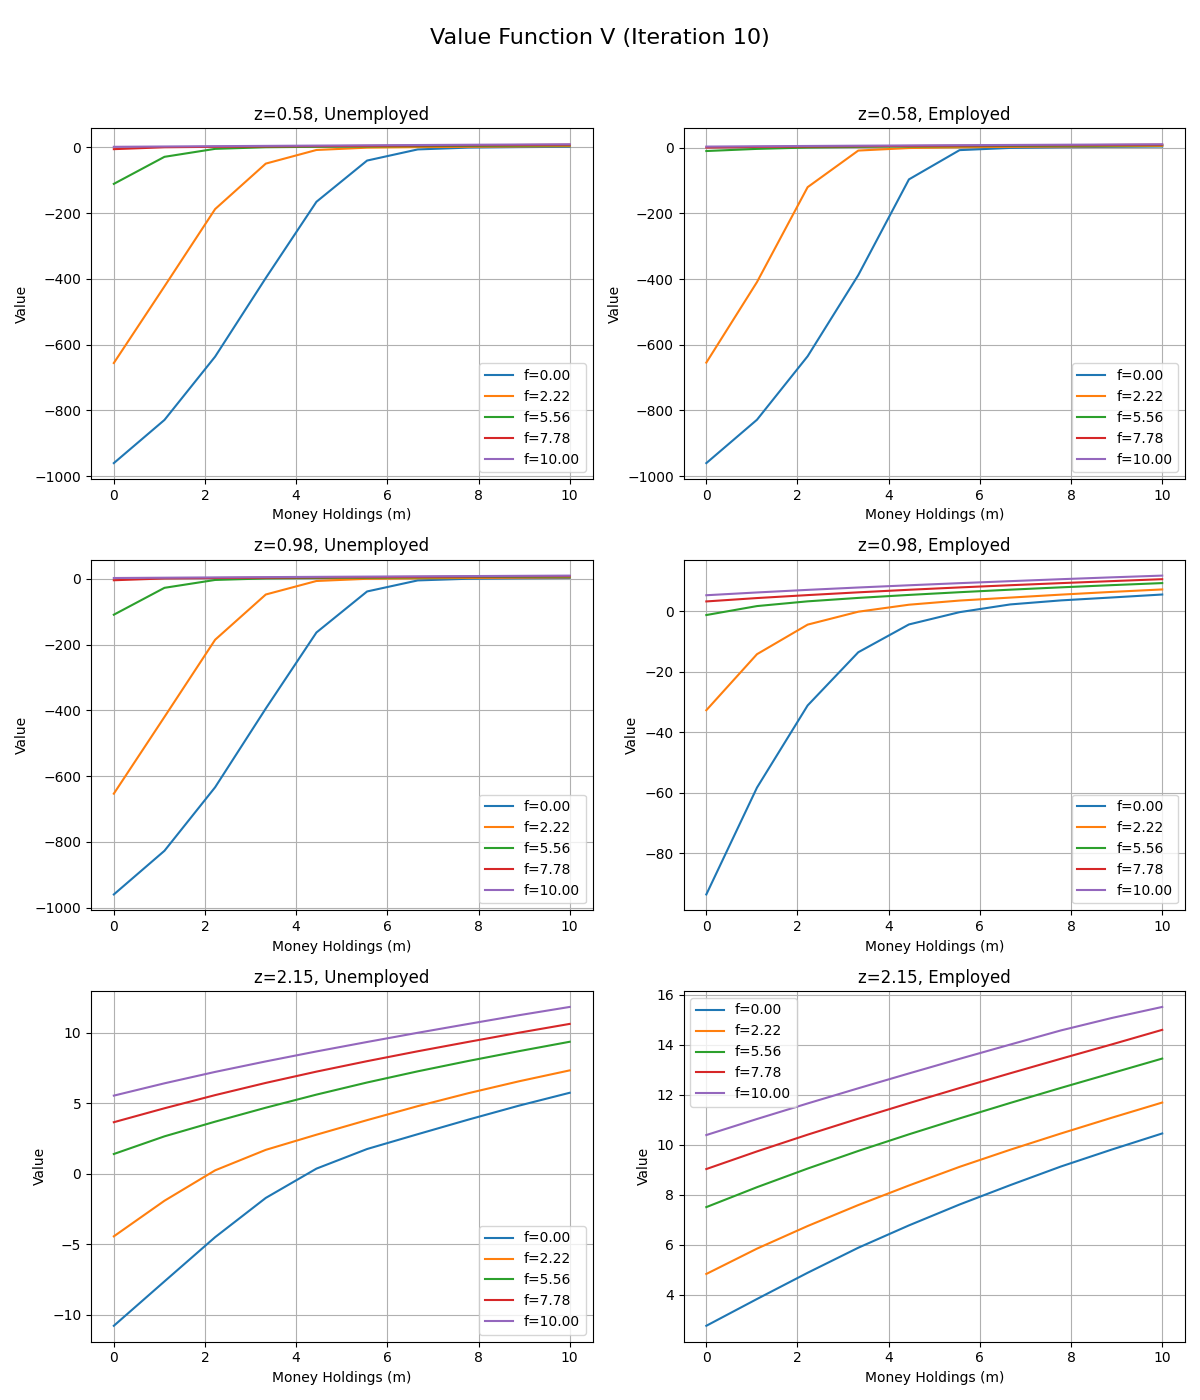 Value Function V (Iteration 10)
z=0.58, Unemployed
Value
0
−200
−400
−600
−800
−1000
f=0.00
f=2.22
f=5.56
f=7.78
f=10.00
0 2 4 6 8 10
Money Holdings (m)
z=0.58, Employed
Value
0
−200
−400
−600
−800
−1000
f=0.00
f=2.22
f=5.56
f=7.78
f=10.00
0 2 4 6 8 10
Money Holdings (m)
z=0.98, Unemployed
Value
0
−200
−400
−600
−800
−1000
f=0.00
f=2.22
f=5.56
f=7.78
f=10.00
0 2 4 6 8 10
Money Holdings (m)
z=0.98, Employed
Value
0
−20
−40
−60
−80
f=0.00
f=2.22
f=5.56
f=7.78
f=10.00
0 2 4 6 8 10
Money Holdings (m)
z=2.15, Unemployed
Value
10
5
0
−5
−10
f=0.00
f=2.22
f=5.56
f=7.78
f=10.00
0 2 4 6 8 10
Money Holdings (m)
z=2.15, Employed
Value
16
14
12
10
8
6
4
f=0.00
f=2.22
f=5.56
f=7.78
f=10.00
0 2 4 6 8 10
Money Holdings (m)